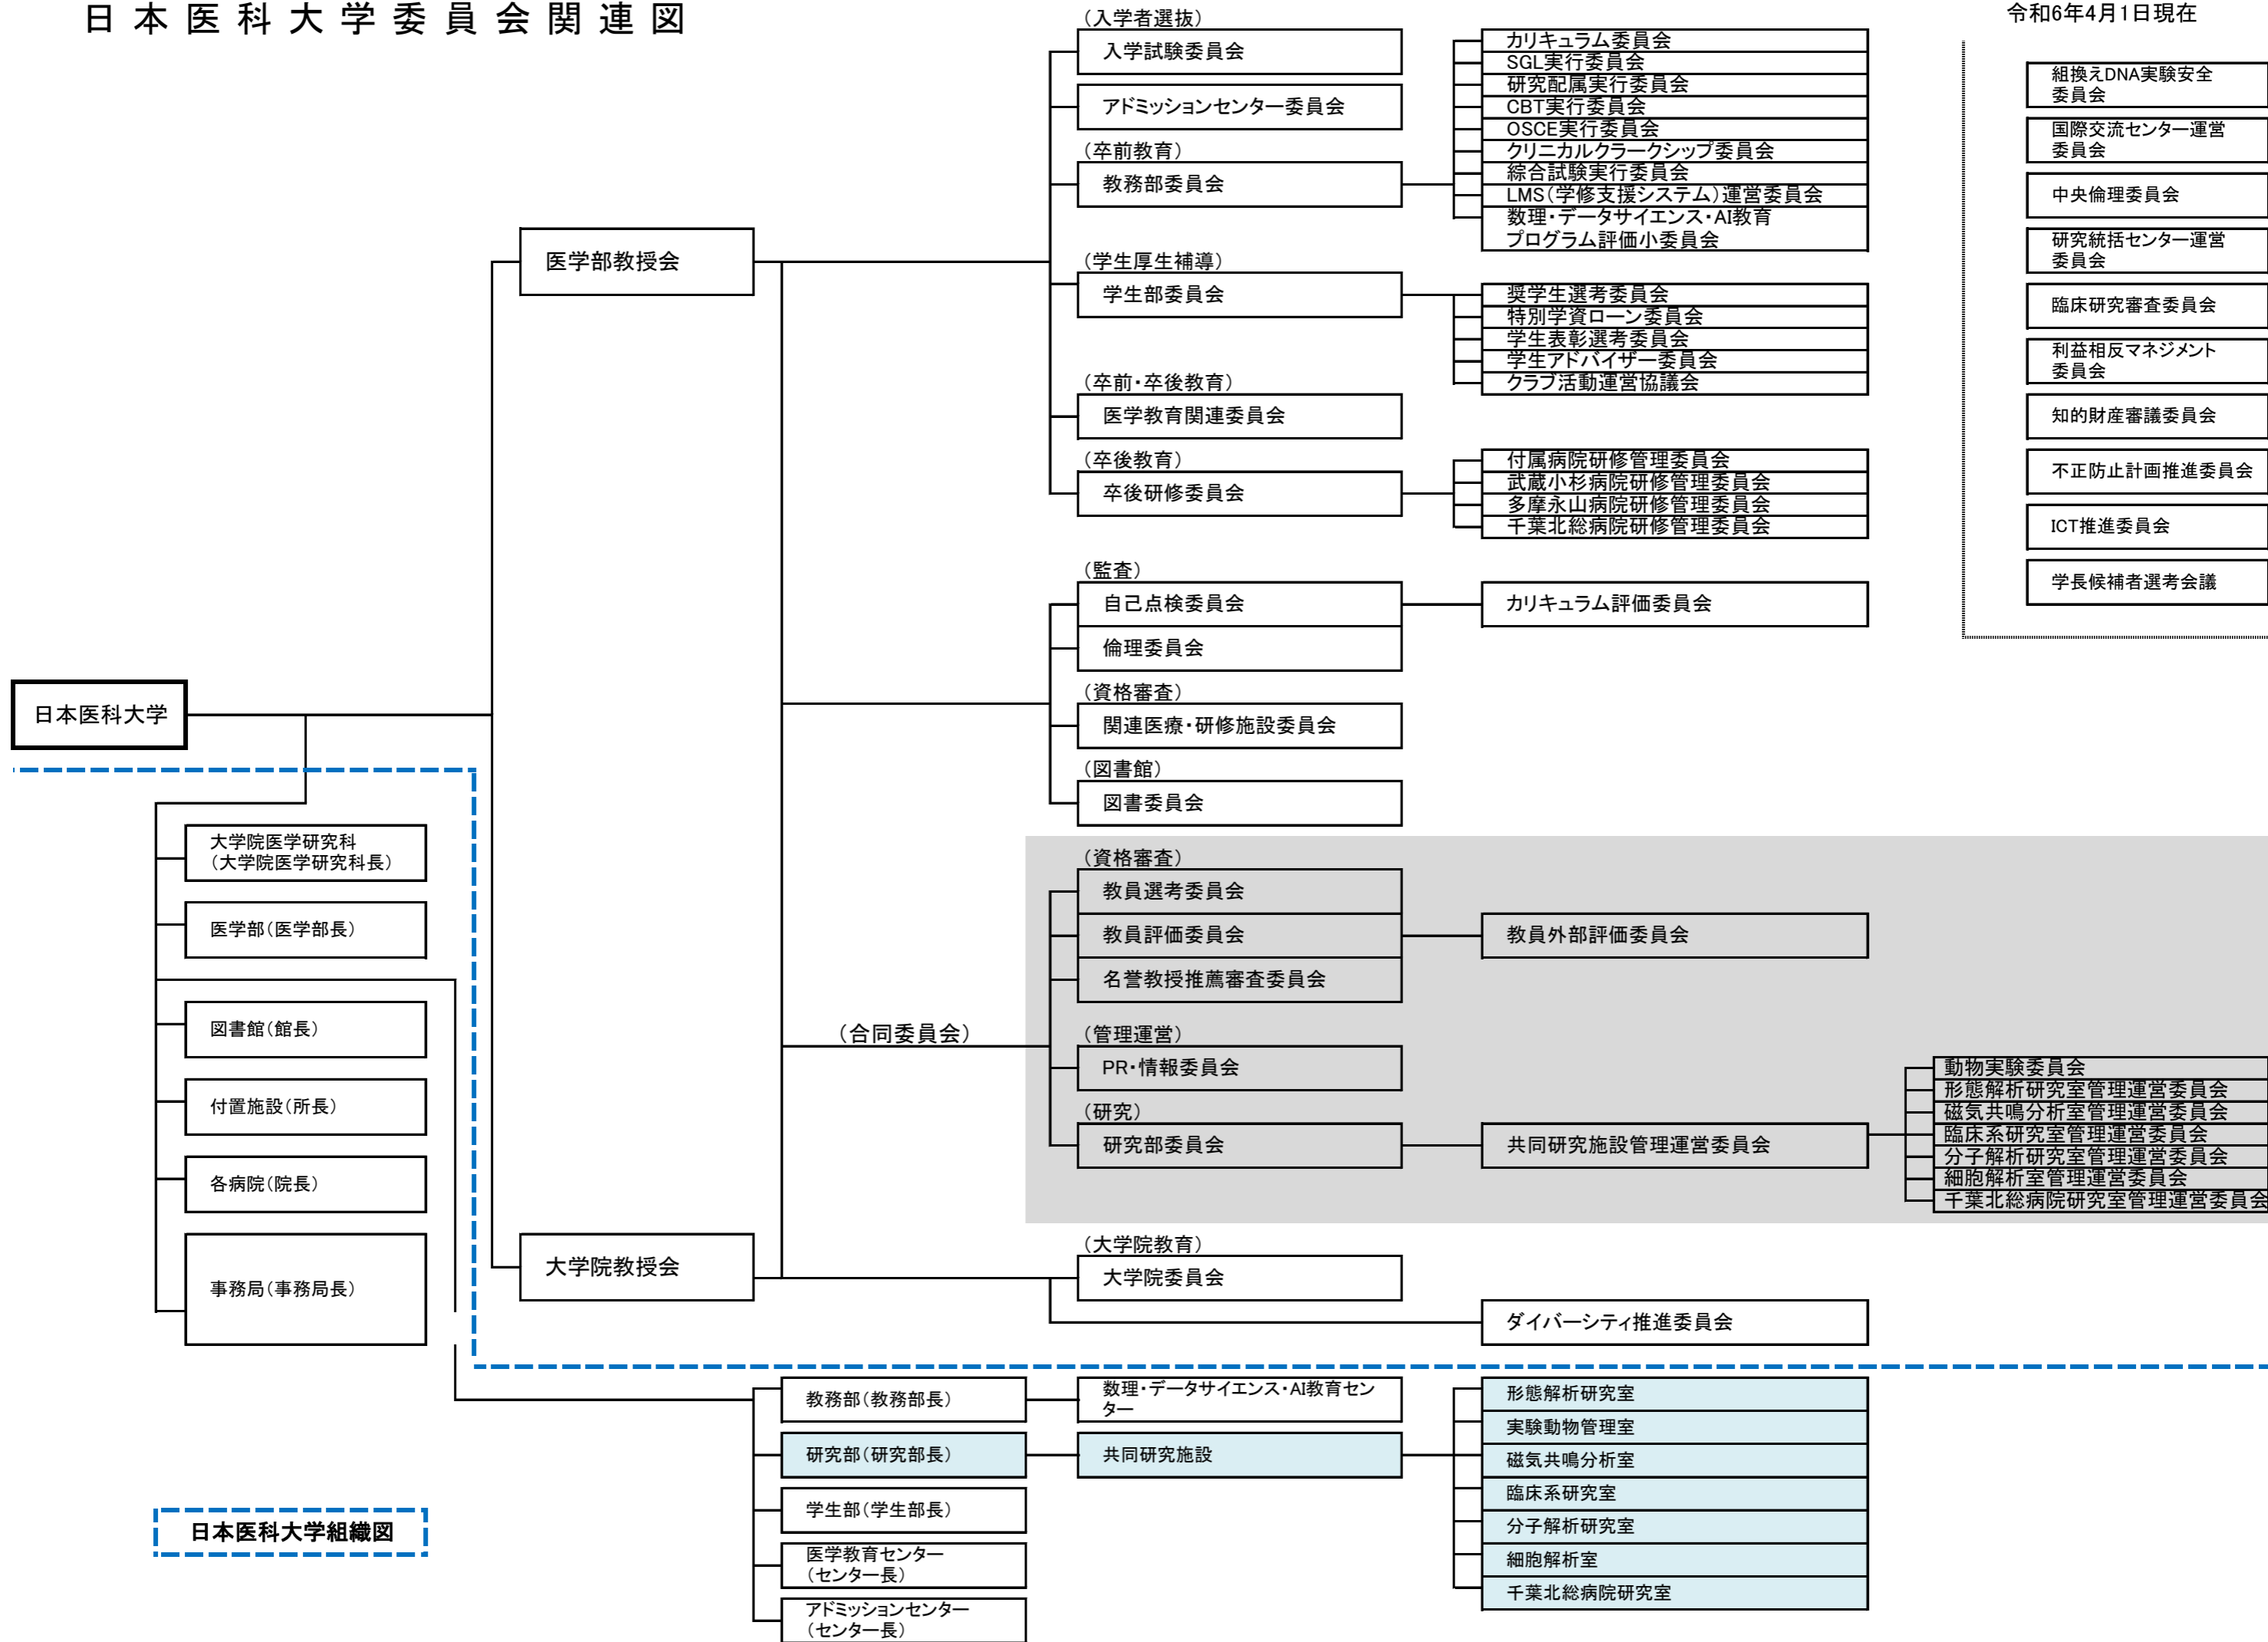 日本医科大学委員会関連図
令和6年4月1日現在
(入学者選抜)
入学試験委員会
アドミッションセンター委員会
(卒前教育)
教務部委員会
カリキュラム委員会
SGL実行委員会
研究配属実行委員会
CBT実行委員会
OSCE実行委員会
クリニカルクラークシップ委員会
綜合試験実行委員会
LMS(学修支援システム)運営委員会
数理・データサイエンス・AI教育
プログラム評価小委員会
医学部教授会
(学生厚生補導)
学生部委員会
奨学生選考委員会
特別学資ローン委員会
学生表彰選考委員会
学生アドバイザー委員会
クラブ活動運営協議会
(卒前・卒後教育)
医学教育関連委員会
(卒後教育)
卒後研修委員会
付属病院研修管理委員会
武蔵小杉病院研修管理委員会
多摩永山病院研修管理委員会
千葉北総病院研修管理委員会
組換えDNA実験安全
委員会
国際交流センター運営
委員会
中央倫理委員会
研究統括センター運営
委員会
臨床研究審査委員会
利益相反マネジメント
委員会
知的財産審議委員会
不正防止計画推進委員会
ICT推進委員会
学長候補者選考会議
(監査)
自己点検委員会
カリキュラム評価委員会
倫理委員会
(資格審査)
関連医療・研修施設委員会
(図書館)
図書委員会
日本医科大学
大学院医学研究科
(大学院医学研究科長)
医学部(医学部長)
図書館(館長)
付置施設(所長)
各病院(院長)
事務局(事務局長)
(合同委員会)
(資格審査)
教員選考委員会
教員評価委員会
教員外部評価委員会
名誉教授推薦審査委員会
(管理運営)
PR・情報委員会
(研究)
研究部委員会
共同研究施設管理運営委員会
動物実験委員会
形態解析研究室管理運営委員会
磁気共鳴分析室管理運営委員会
臨床系研究室管理運営委員会
分子解析研究室管理運営委員会
細胞解析室管理運営委員会
千葉北総病院研究室管理運営委員会
大学院教授会
(大学院教育)
大学院委員会
ダイバーシティ推進委員会
教務部(教務部長)
数理・データサイエンス・AI教育セン
ター
研究部(研究部長)
共同研究施設
学生部(学生部長)
医学教育センター
(センター長)
アドミッションセンター
(センター長)
形態解析研究室
実験動物管理室
磁気共鳴分析室
臨床系研究室
分子解析研究室
細胞解析室
千葉北総病院研究室
日本医科大学組織図